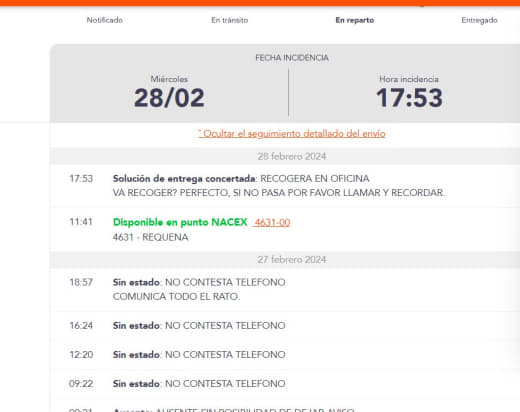 Notificado En tránsito En reparto Entregado
FECHA INCIDENCIA
Miércoles Hora incidencia
28/02 17:53
Ocultar el seguimiento detallado del envío
28 febrero 2024
17:53 Solución de entrega concertada: RECOGERA EN OFICINA
VA RECOGER? PERFECTO, SI NO PASA POR FAVOR LLAMAR Y RECORDAR.
11:41 Disponible en punto NACEX 4631-00
4631 - REQUENA
27 febrero 2024
18:57 Sin estado: NO CONTESTA TELEFONO
COMUNICA TODO EL RATO.
16:24 Sin estado: NO CONTESTA TELEFONO
12:20 Sin estado: NO CONTESTA TELEFONO
09:22 Sin estado: NO CONTESTA TELEFONO
09:21 Ausente: AUSENTE SIN POSIBILIDAD DE DEJAR AVISO